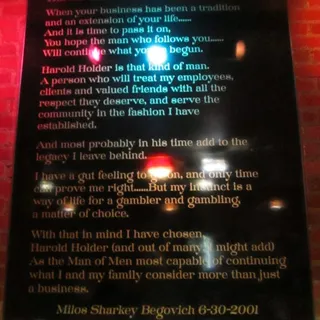 When your business has been a tradition
and an extension of your life......
And it is time to pass it on,
You hope the man who follows you......
Will continue what you begun.
Harold Holder is that kind of man.
A person who will treat my employees,
clients and valued friends with all the
respect they deserve, and serve the
community in the fashion I have
established.
And most probably in his time add to the
legacy I leave behind.
I have a gut feeling to go on, and only time
can prove me right......But my instinct is a
way of life for a gambler and gambling,
a matter of choice.
With that in mind I have chosen,
Harold Holder (and out of many I might add)
As the Man of Men most capable of continuing
what I and my family consider more than just
a business.
Milos Sharkey Begovich 6-30-2001